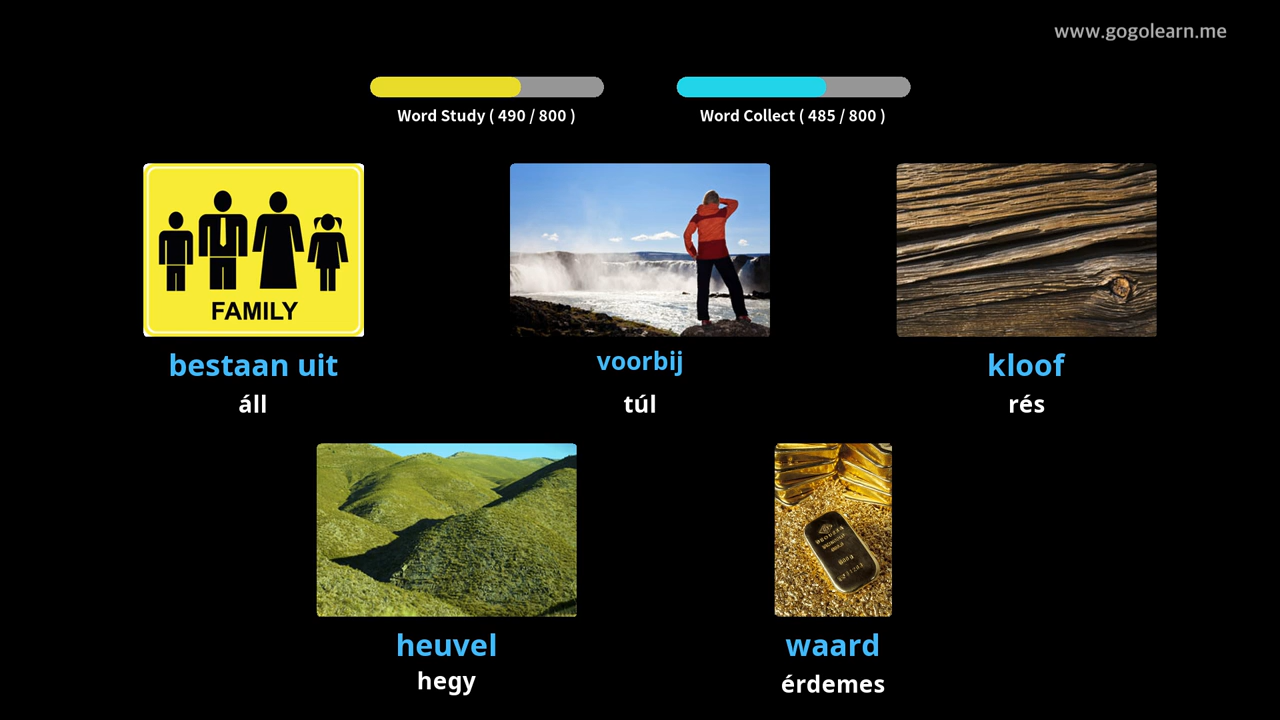 www.gogolearn.me
Word Study ( 490 / 800 )
Word Collect ( 485 / 800 )
FAMILY
bestaan uit
áll
voorbij
túl
kloof
rés
heuvel
hegy
waard
érdemes